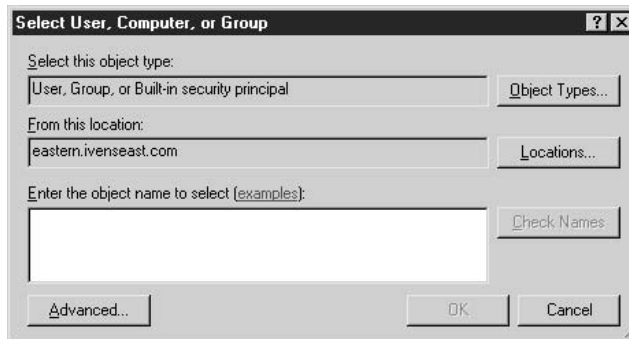 Select User, Computer, or Group
Select this object type:
User, Group, or Built-in security principal
Object Types...
From this location:
eastern.ivenseast.com
Locations...
Enter the object name to select (examples):
Check Names
Advanced...
OK
Cancel